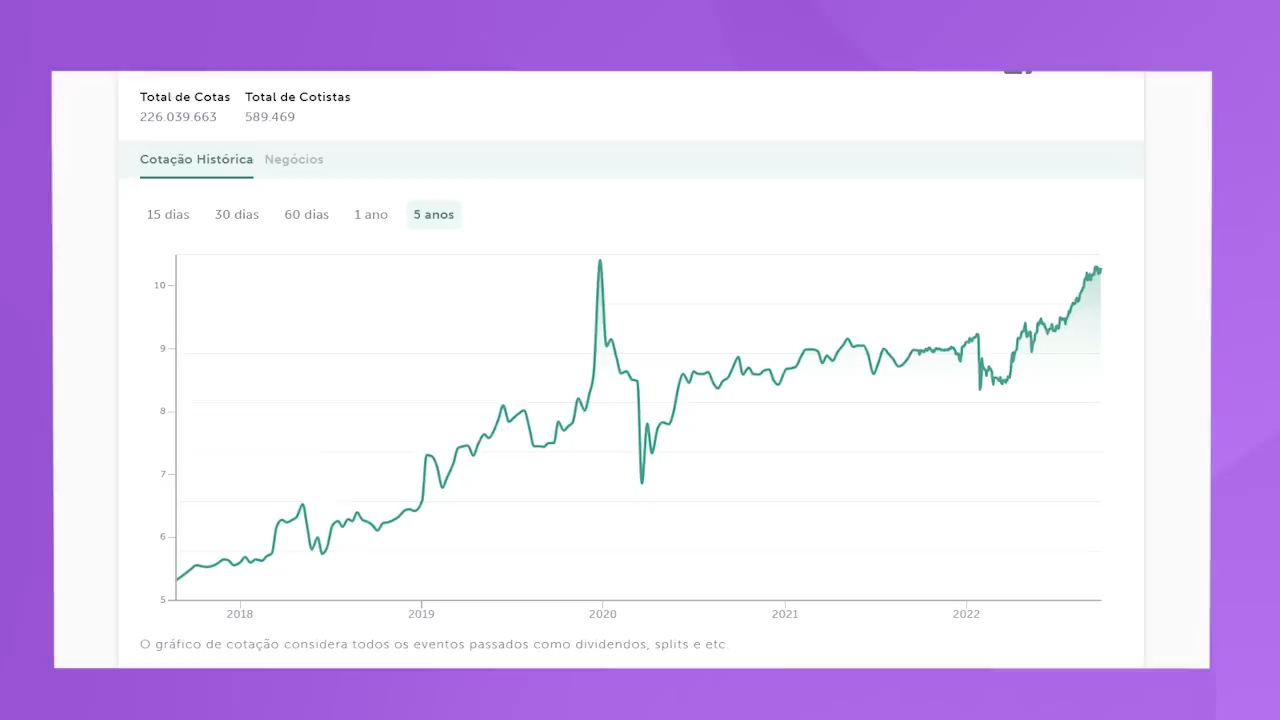 Total de Cotas Total de Cotistas
226.039.663 589.469
Cotação Histórica Negócios
15 dias 30 dias 60 dias 1 ano 5 anos
10
9
8
7
6
5
2018 2019 2020 2021 2022
O gráfico de cotação considera todos os eventos passados como dividendos, splits e etc.